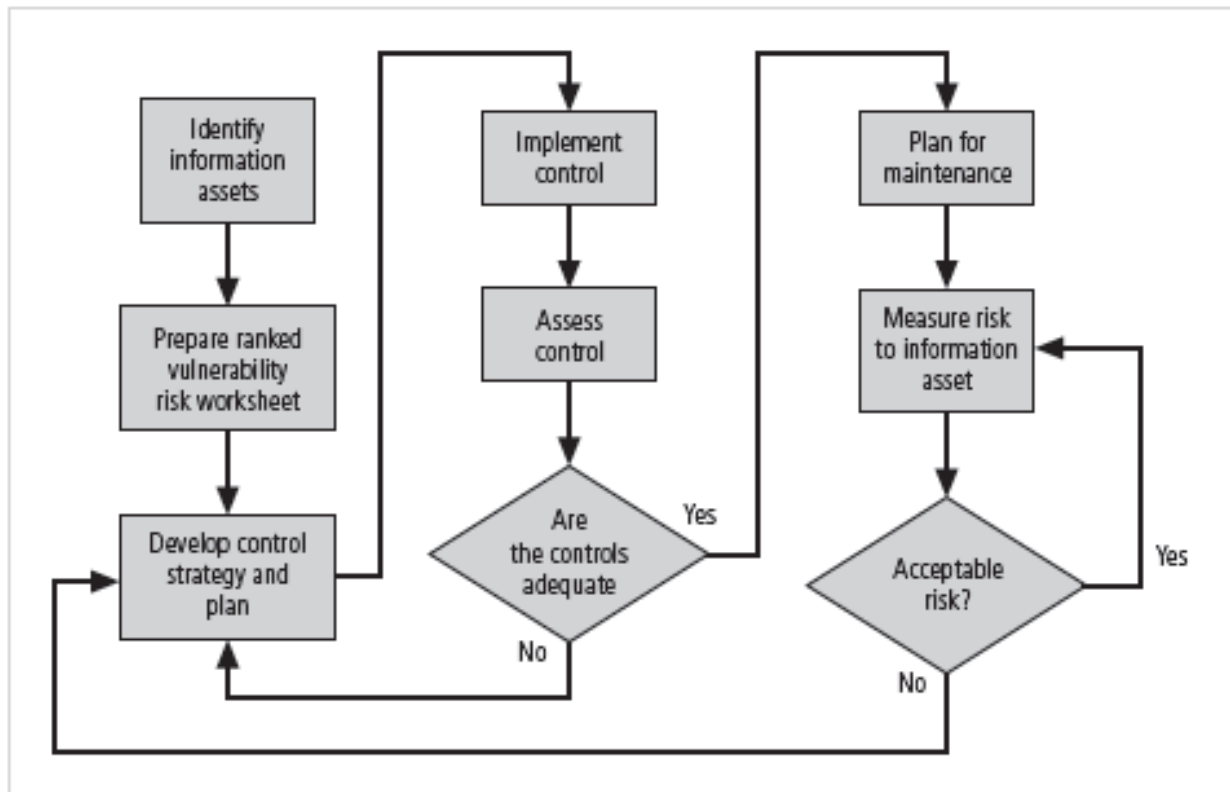 Identify
information
assets
Prepare ranked
vulnerability
risk worksheet
Develop control
strategy and
plan
Implement
control
Assess
control
Are
the controls
adequate
Yes
No
Plan for
maintenance
Measure risk
to information
asset
Acceptable
risk?
Yes
No